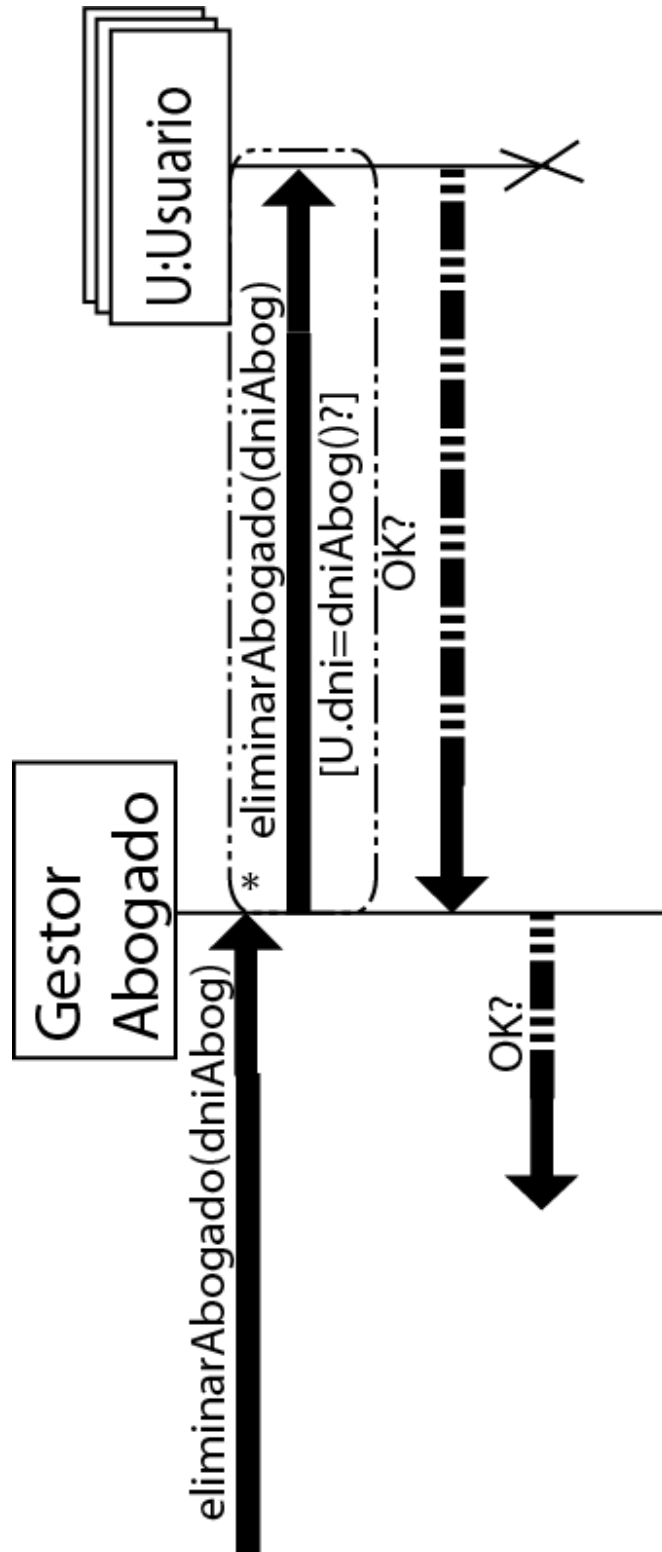 Gestor
Abogado
U:Usuario
eliminarAbogado(dniAbog)
* eliminarAbogado(dniAbog)
[U.dni=dniAbog()?]
OK?
OK?